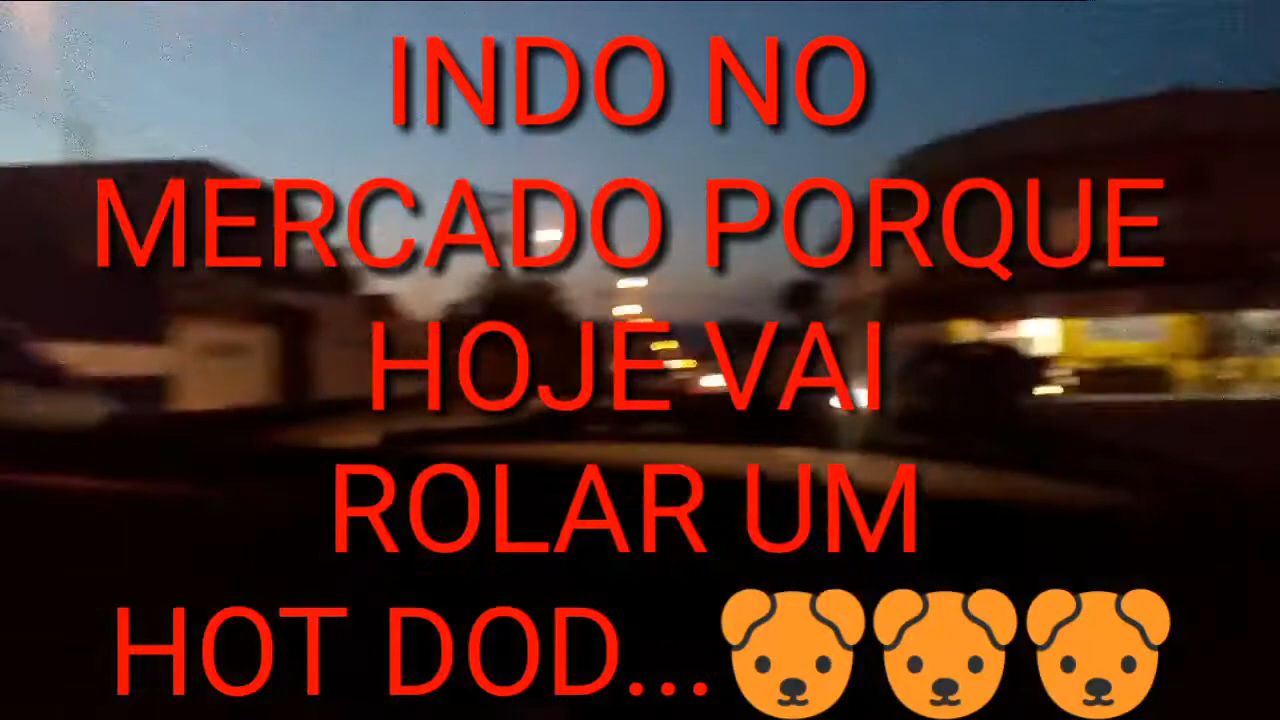 INDO NO
MERCADO PORQUE
HOJE VAI
ROLAR UM
HOT DOD...🐶🐶🐶